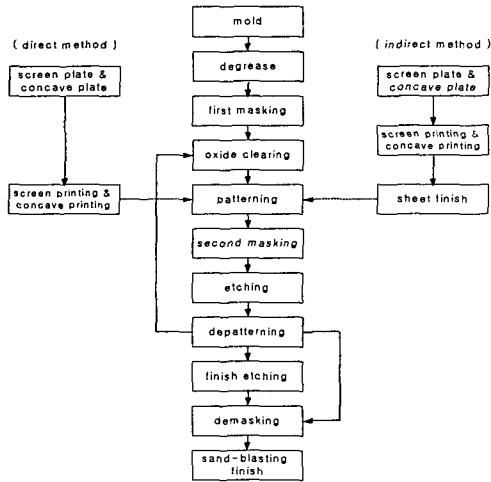 mold
( direct method)
( indirect method)
degrease
screen plate &
concave plate
screen plate &
concave plate
first masking
screen printing &
concave printing
oxide clearing
screen printing &
concave printing
patterning
sheet finish
second masking
etching
depatterning
finish etching
demasking
sand-blasting
finish